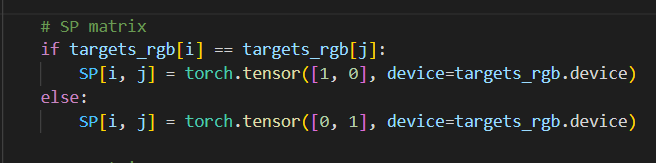 # SP matrix
if targets_rgb[i] == targets_rgb[j]:
    SP[i, j] = torch.tensor([1, 0], device=targets_rgb.device)
else:
    SP[i, j] = torch.tensor([0, 1], device=targets_rgb.device)